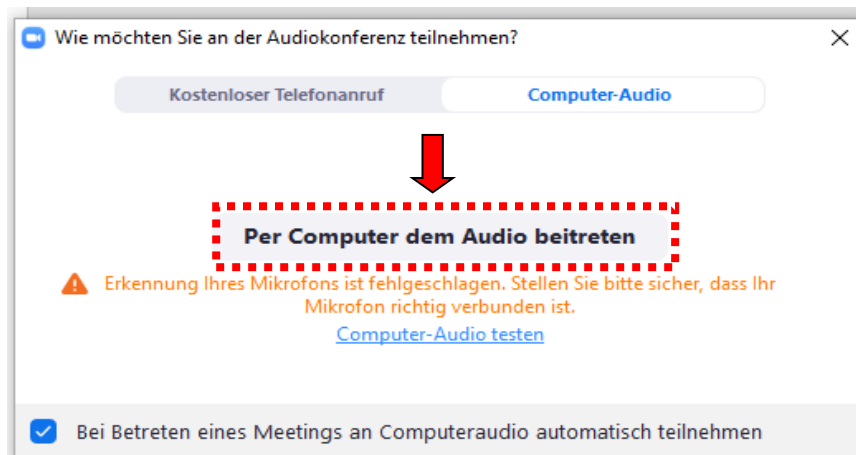 Wie möchten Sie an der Audiokonferenz teilnehmen?
Kostenloser Telefonanruf Computer-Audio
Per Computer dem Audio beitreten
Erkennung Ihres Mikrofons ist fehlgeschlagen. Stellen Sie bitte sicher, dass Ihr
Mikrofon richtig verbunden ist.
Computer-Audio testen
Bei Betreten eines Meetings an Computeraudio automatisch teilnehmen